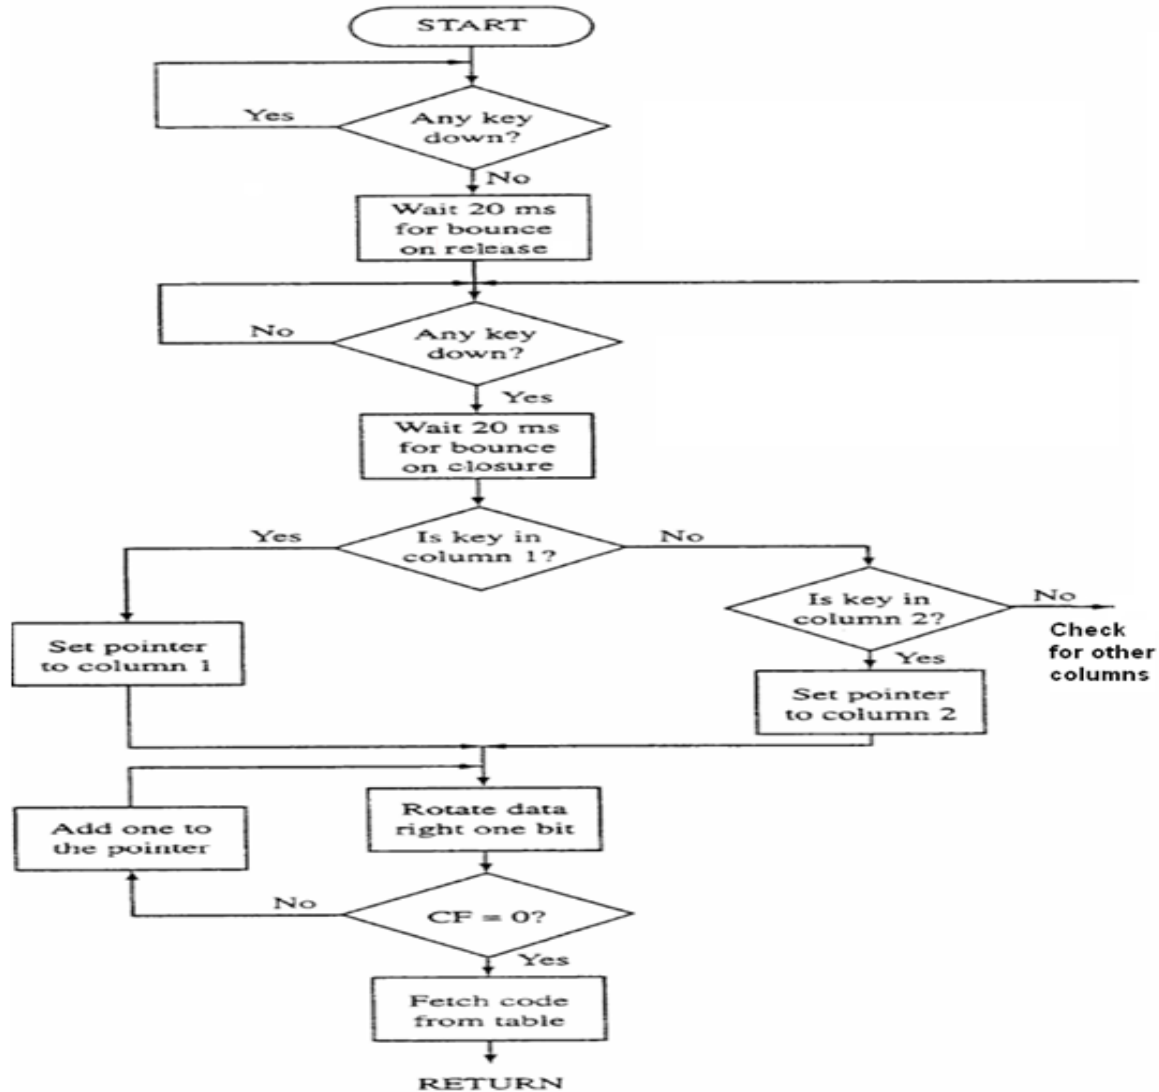 START
Yes
Any key
down?
No
Wait 20 ms
for bounce
on release
No
Any key
down?
Yes
Wait 20 ms
for bounce
on closure
Yes
Is key in
column 1?
No
Is key in
column 2?
No
Check
for other
columns
Yes
Set pointer
to column 1
Set pointer
to column 2
Add one to
the pointer
Rotate data
right one bit
No
CF = 0?
Yes
Fetch code
from table
RETURN